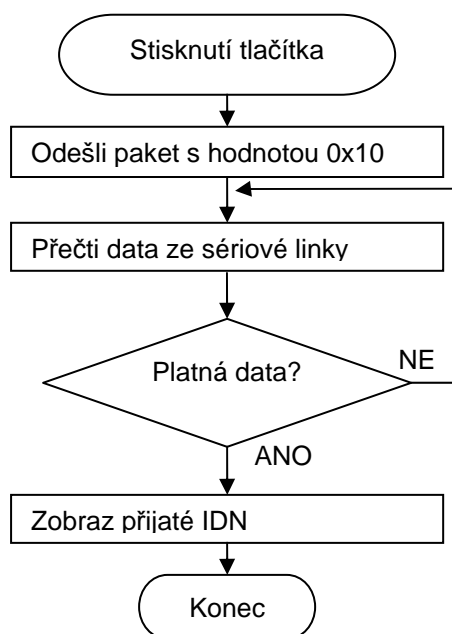 Stisknutí tlačítka
Odešli paket s hodnotou 0x10
Přečti data ze sériové linky
Platná data?
NE
ANO
Zobraz přijaté IDN
Konec